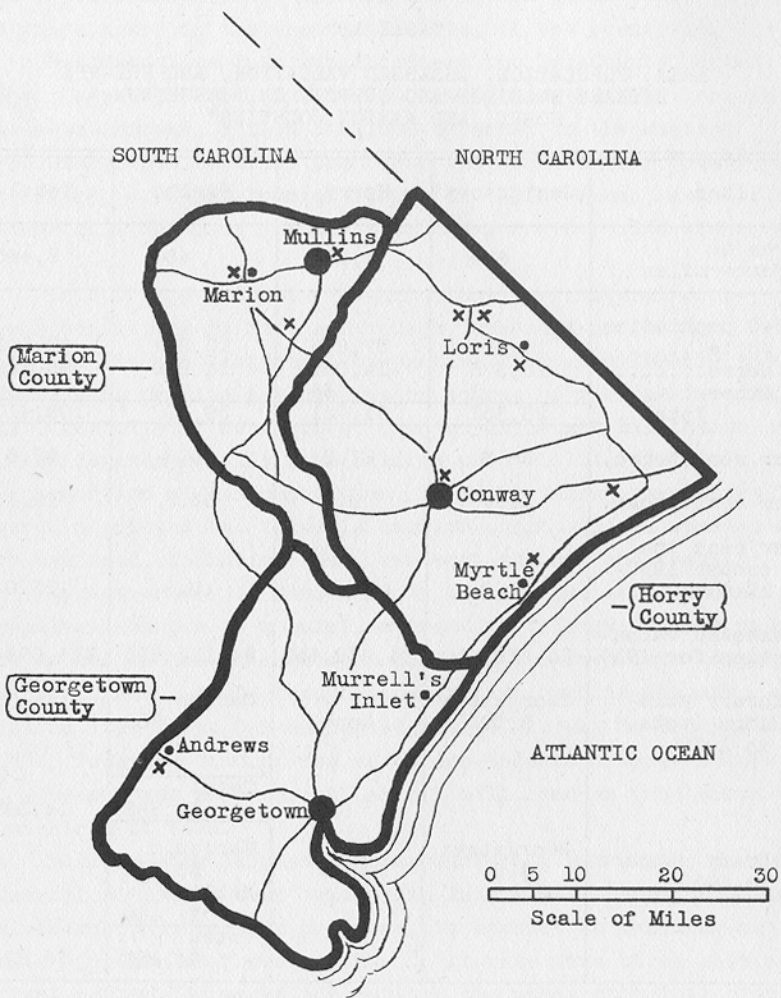 SOUTH CAROLINA
NORTH CAROLINA
Mullins
Marion
Loris
Marion
County
Conway
Myrtle
Beach
Horry
County
Murrell's
Inlet
Georgetown
County
Andrews
ATLANTIC OCEAN
Georgetown
0 5 10 20 30
Scale of Miles